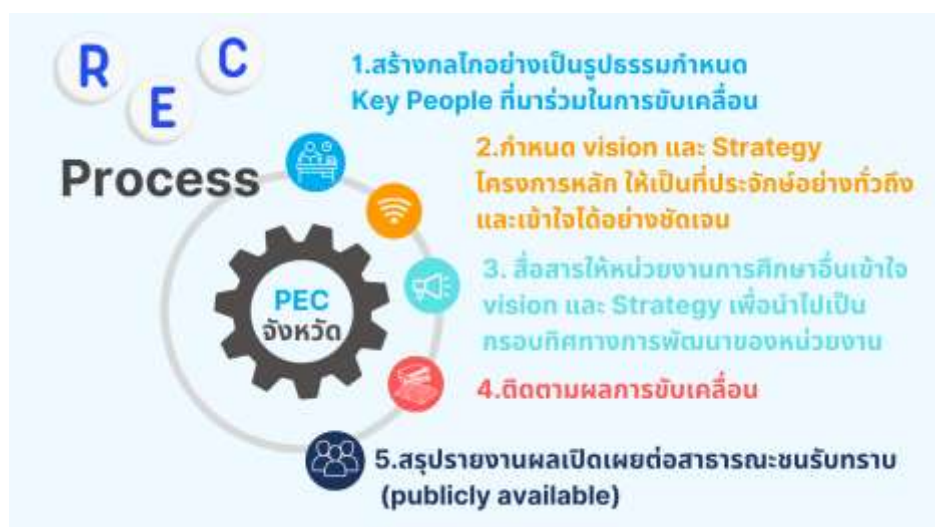 R E C
Process
PEC
จังหวัด
1.สร้างกลไกอย่างเป็นรูปธรรมกำหนด
Key People ที่มาร่วมในการขับเคลื่อน
2.กำหนด vision และ Strategy
โครงการหลัก ให้เป็นที่ประจักษ์อย่างทั่วถึง
และเข้าใจได้อย่างชัดเจน
3. สื่อสารให้หน่วยงานการศึกษาอื่นเข้าใจ
vision และ Strategy เพื่อนำไปเป็น
กรอบทิศทางการพัฒนาของหน่วยงาน
4.ติดตามผลการขับเคลื่อน
5.สรุปรายงานผลเปิดเผยต่อสาธารณะชนรับทราบ
(publicly available)